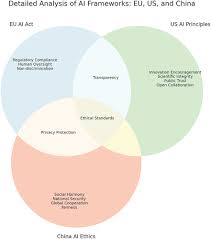 Detailed Analysis of AI Frameworks: EU, US, and China
EU AI Act
US AI Principles
Regulatory Compliance
Human Oversight
Non-discrimination
Transparency
Innovation Encouragement
Scientific Integrity
Public Trust
Open Collaboration
Ethical Standards
Privacy Protection
Social Harmony
National Security
Global Cooperation
Fairness
China AI Ethics